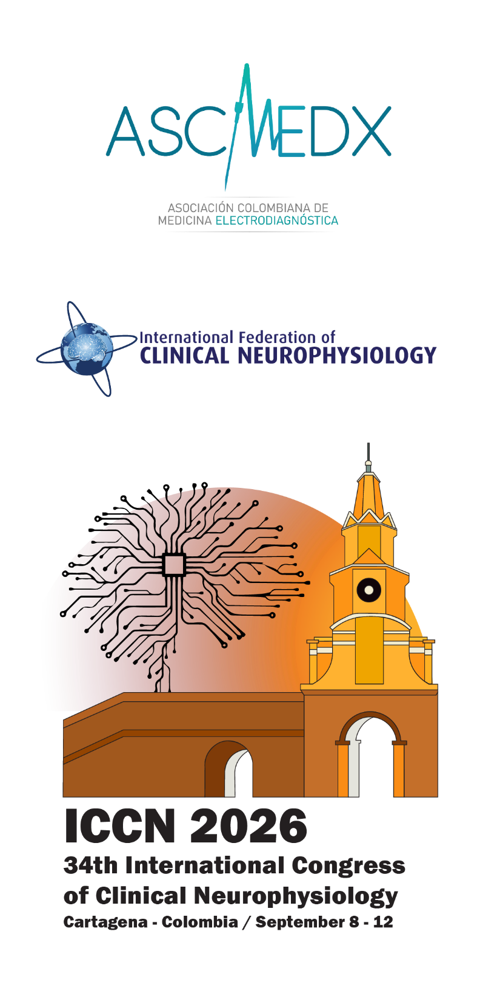 ASCMEDX
ASOCIACIÓN COLOMBIANA DE
MEDICINA ELECTRODIAGNÓSTICA
International Federation of
CLINICAL NEUROPHYSIOLOGY
ICCN 2026
34th International Congress
of Clinical Neurophysiology
Cartagena - Colombia / September 8 - 12